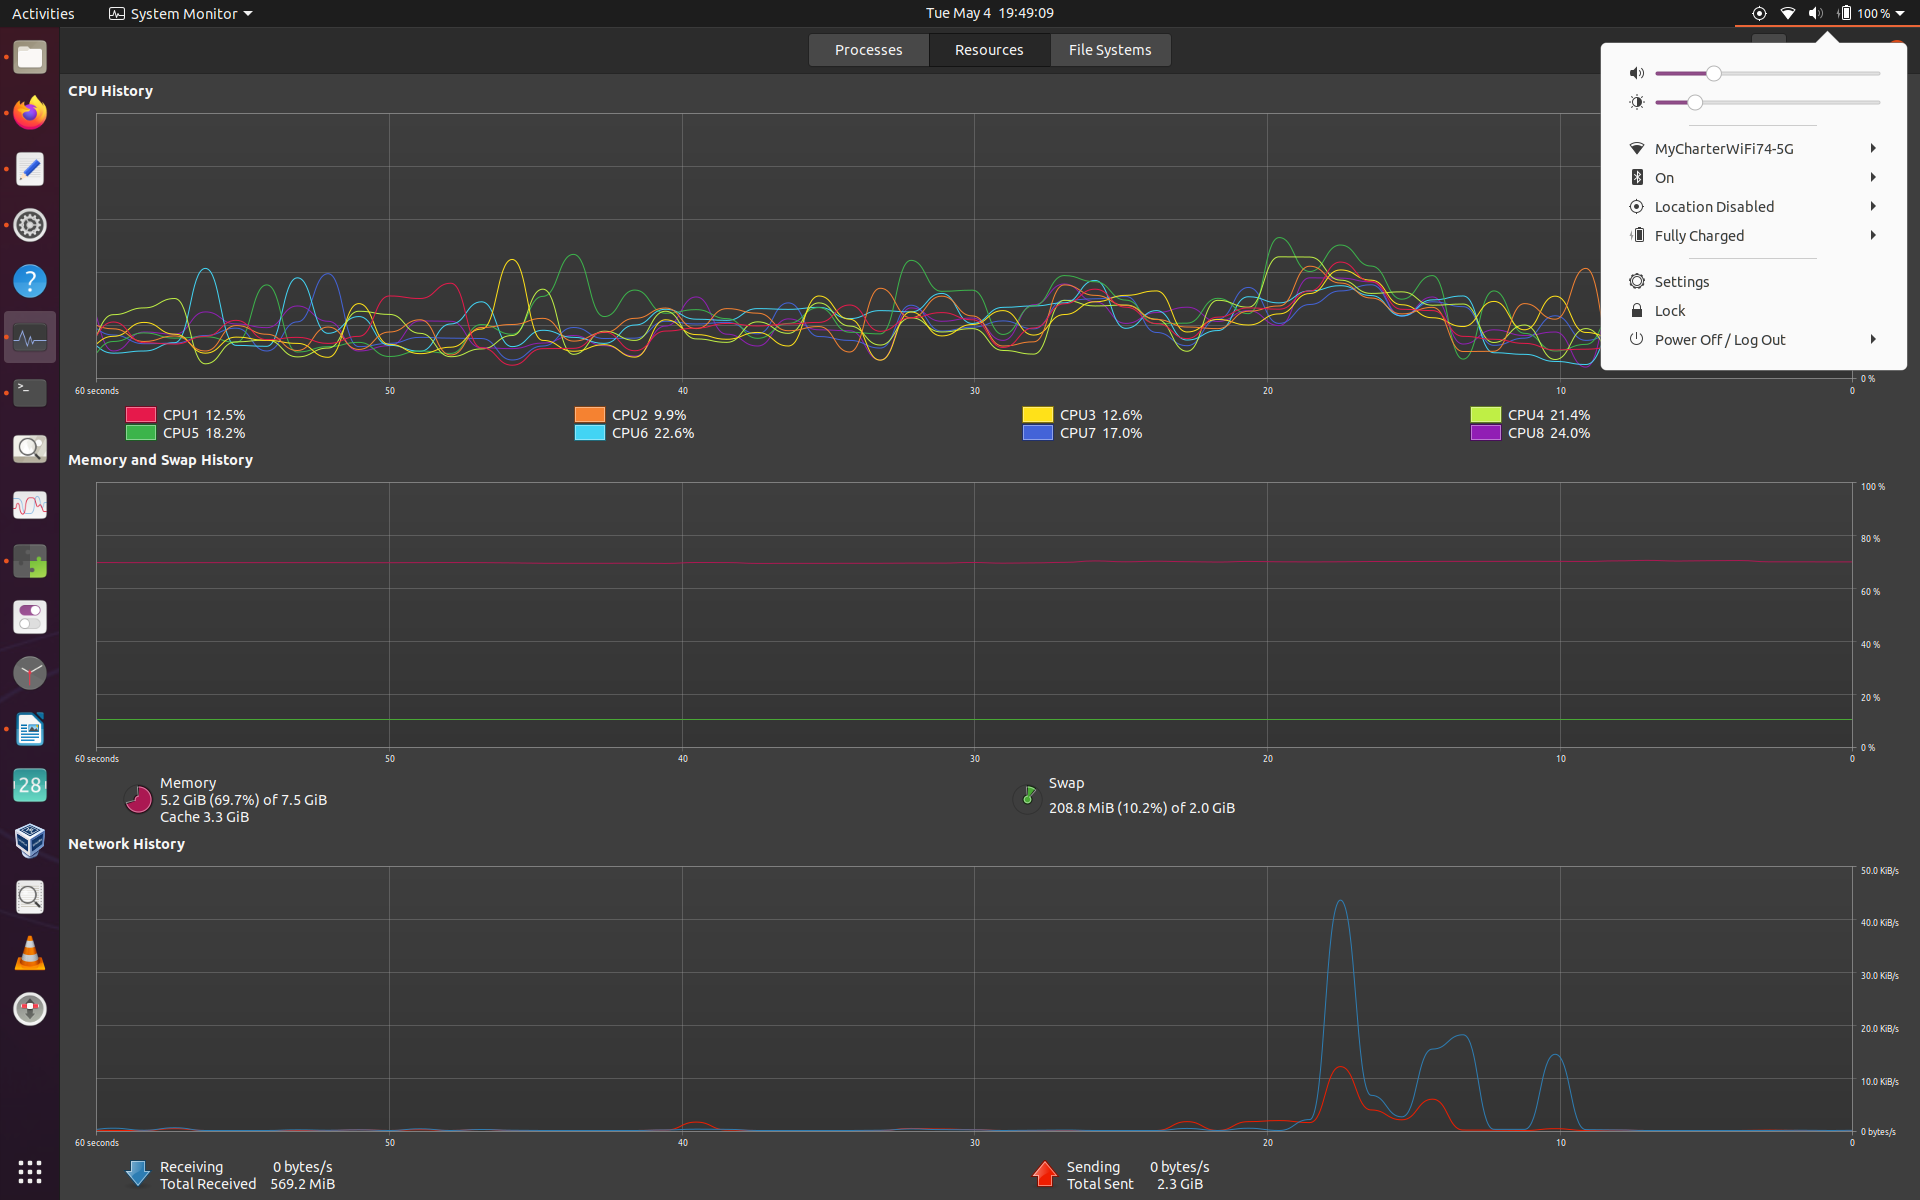 Activities
System Monitor
Tue May 4 19:49:09
100 %
Processes
Resources
File Systems
CPU History
60 seconds
50
40
30
20
10
0
0 %
CPU1 12.5%
CPU2 9.9%
CPU3 12.6%
CPU4 21.4%
CPU5 18.2%
CPU6 22.6%
CPU7 17.0%
CPU8 24.0%
MyCharterWiFi74-5G
On
Location Disabled
Fully Charged
Settings
Lock
Power Off / Log Out
Memory and Swap History
100 %
80 %
60 %
40 %
20 %
0 %
60 seconds
50
40
30
20
10
0
Memory
5.2 GiB (69.7%) of 7.5 GiB
Cache 3.3 GiB
Swap
208.8 MiB (10.2%) of 2.0 GiB
Network History
50.0 KiB/s
40.0 KiB/s
30.0 KiB/s
20.0 KiB/s
10.0 KiB/s
0 bytes/s
60 seconds
50
40
30
20
10
0
Receiving 0 bytes/s
Total Received 569.2 MiB
Sending 0 bytes/s
Total Sent 2.3 GiB
28
?
>_